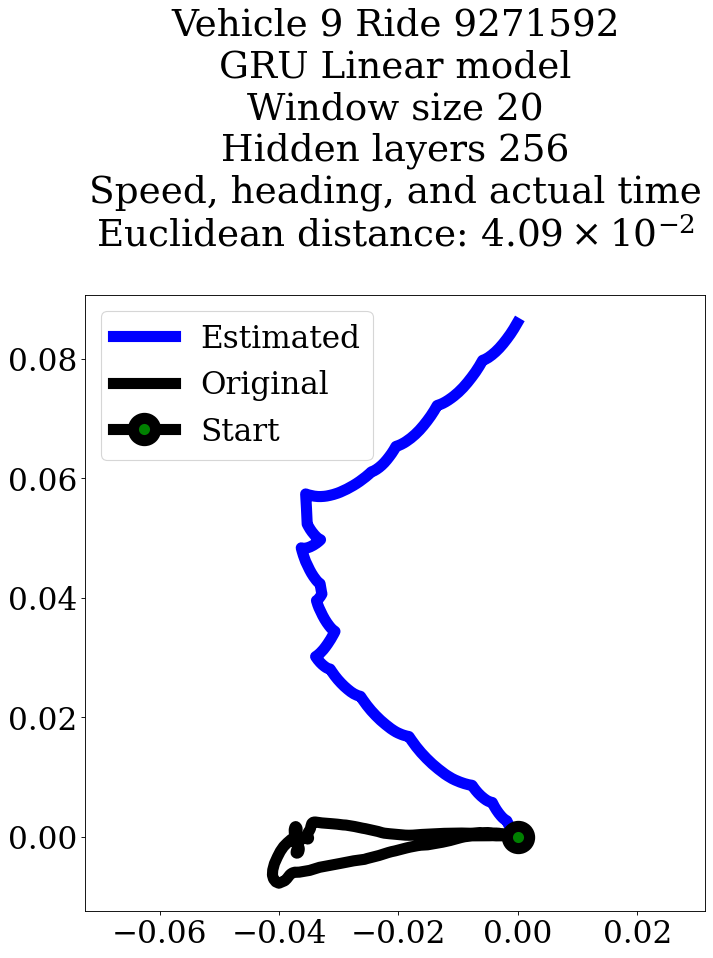 Vehicle 9 Ride 9271592
GRU Linear model
Window size 20
Hidden layers 256
Speed, heading, and actual time
Euclidean distance: 4.09 × 10⁻²
Estimated
Original
Start
0.08
0.06
0.04
0.02
0.00
−0.06 −0.04 −0.02 0.00 0.02